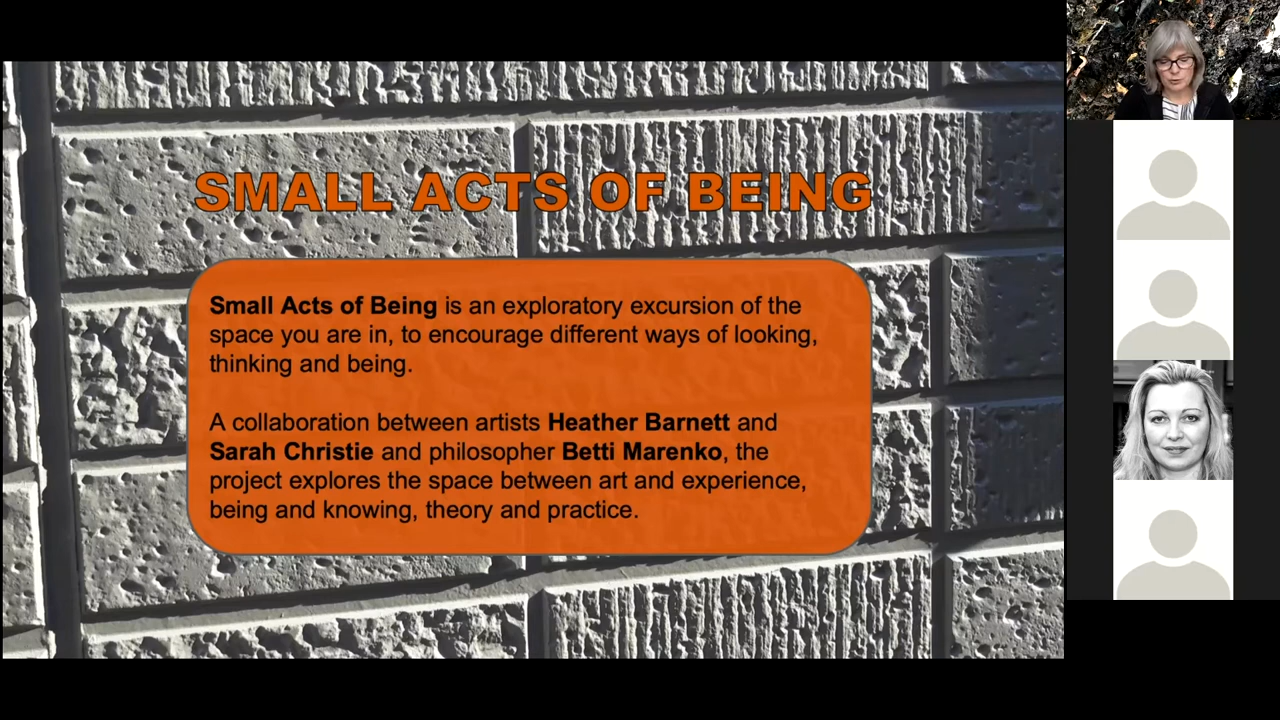 SMALL ACTS OF BEING
Small Acts of Being is an exploratory excursion of the
space you are in, to encourage different ways of looking,
thinking and being.
A collaboration between artists Heather Barnett and
Sarah Christie and philosopher Betti Marenko, the
project explores the space between art and experience,
being and knowing, theory and practice.